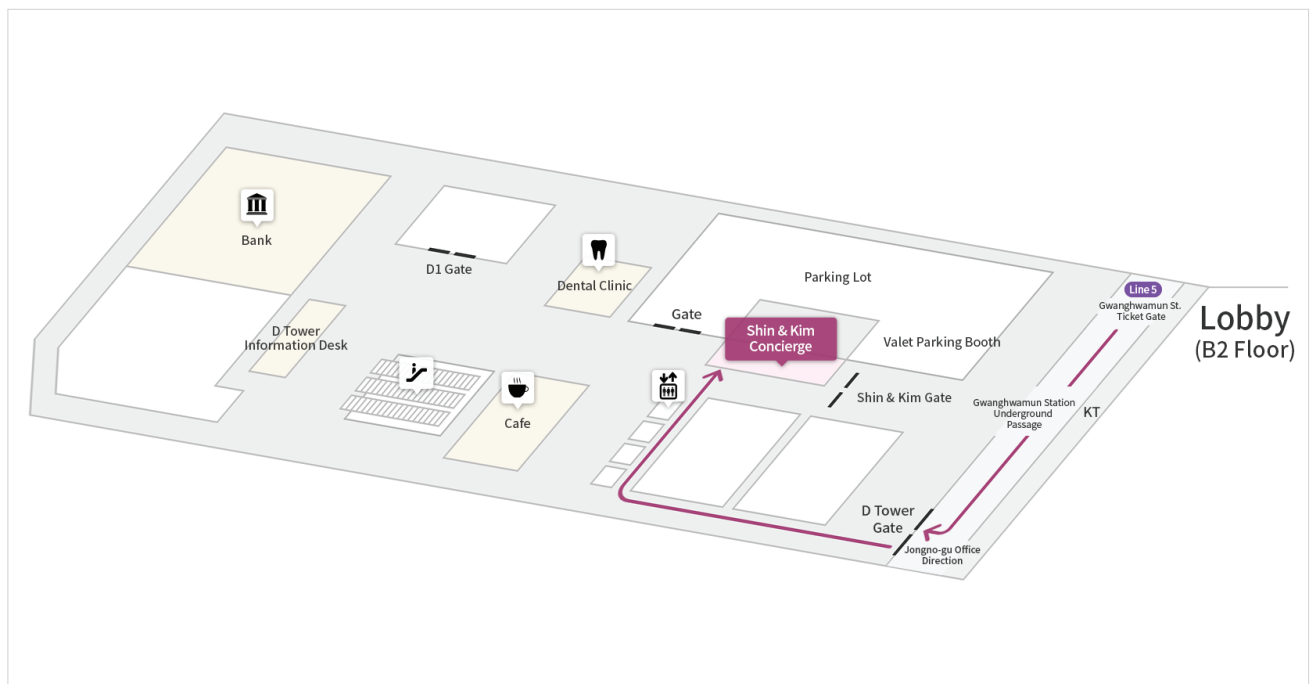 Bank
D1 Gate
Dental Clinic
Parking Lot
Line 5
Gwanghwamun St.
Ticket Gate
Lobby
(B2 Floor)
D Tower
Information Desk
Gate
Shin & Kim
Concierge
Valet Parking Booth
Shin & Kim Gate
Gwanghwamun Station
Underground
Passage
KT
Cafe
D Tower
Gate
Jongno-gu Office
Direction